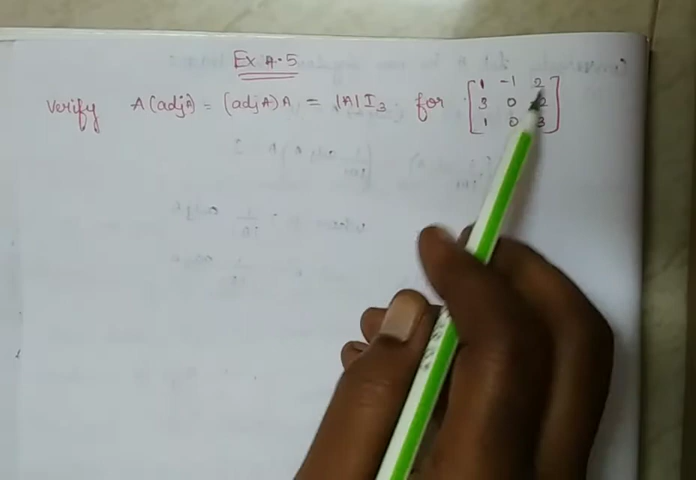 Ex 4.5
Verify A(adjA) = (adjA)A = |A|I₃ for
1 -1 2
3 0 2
1 0 3